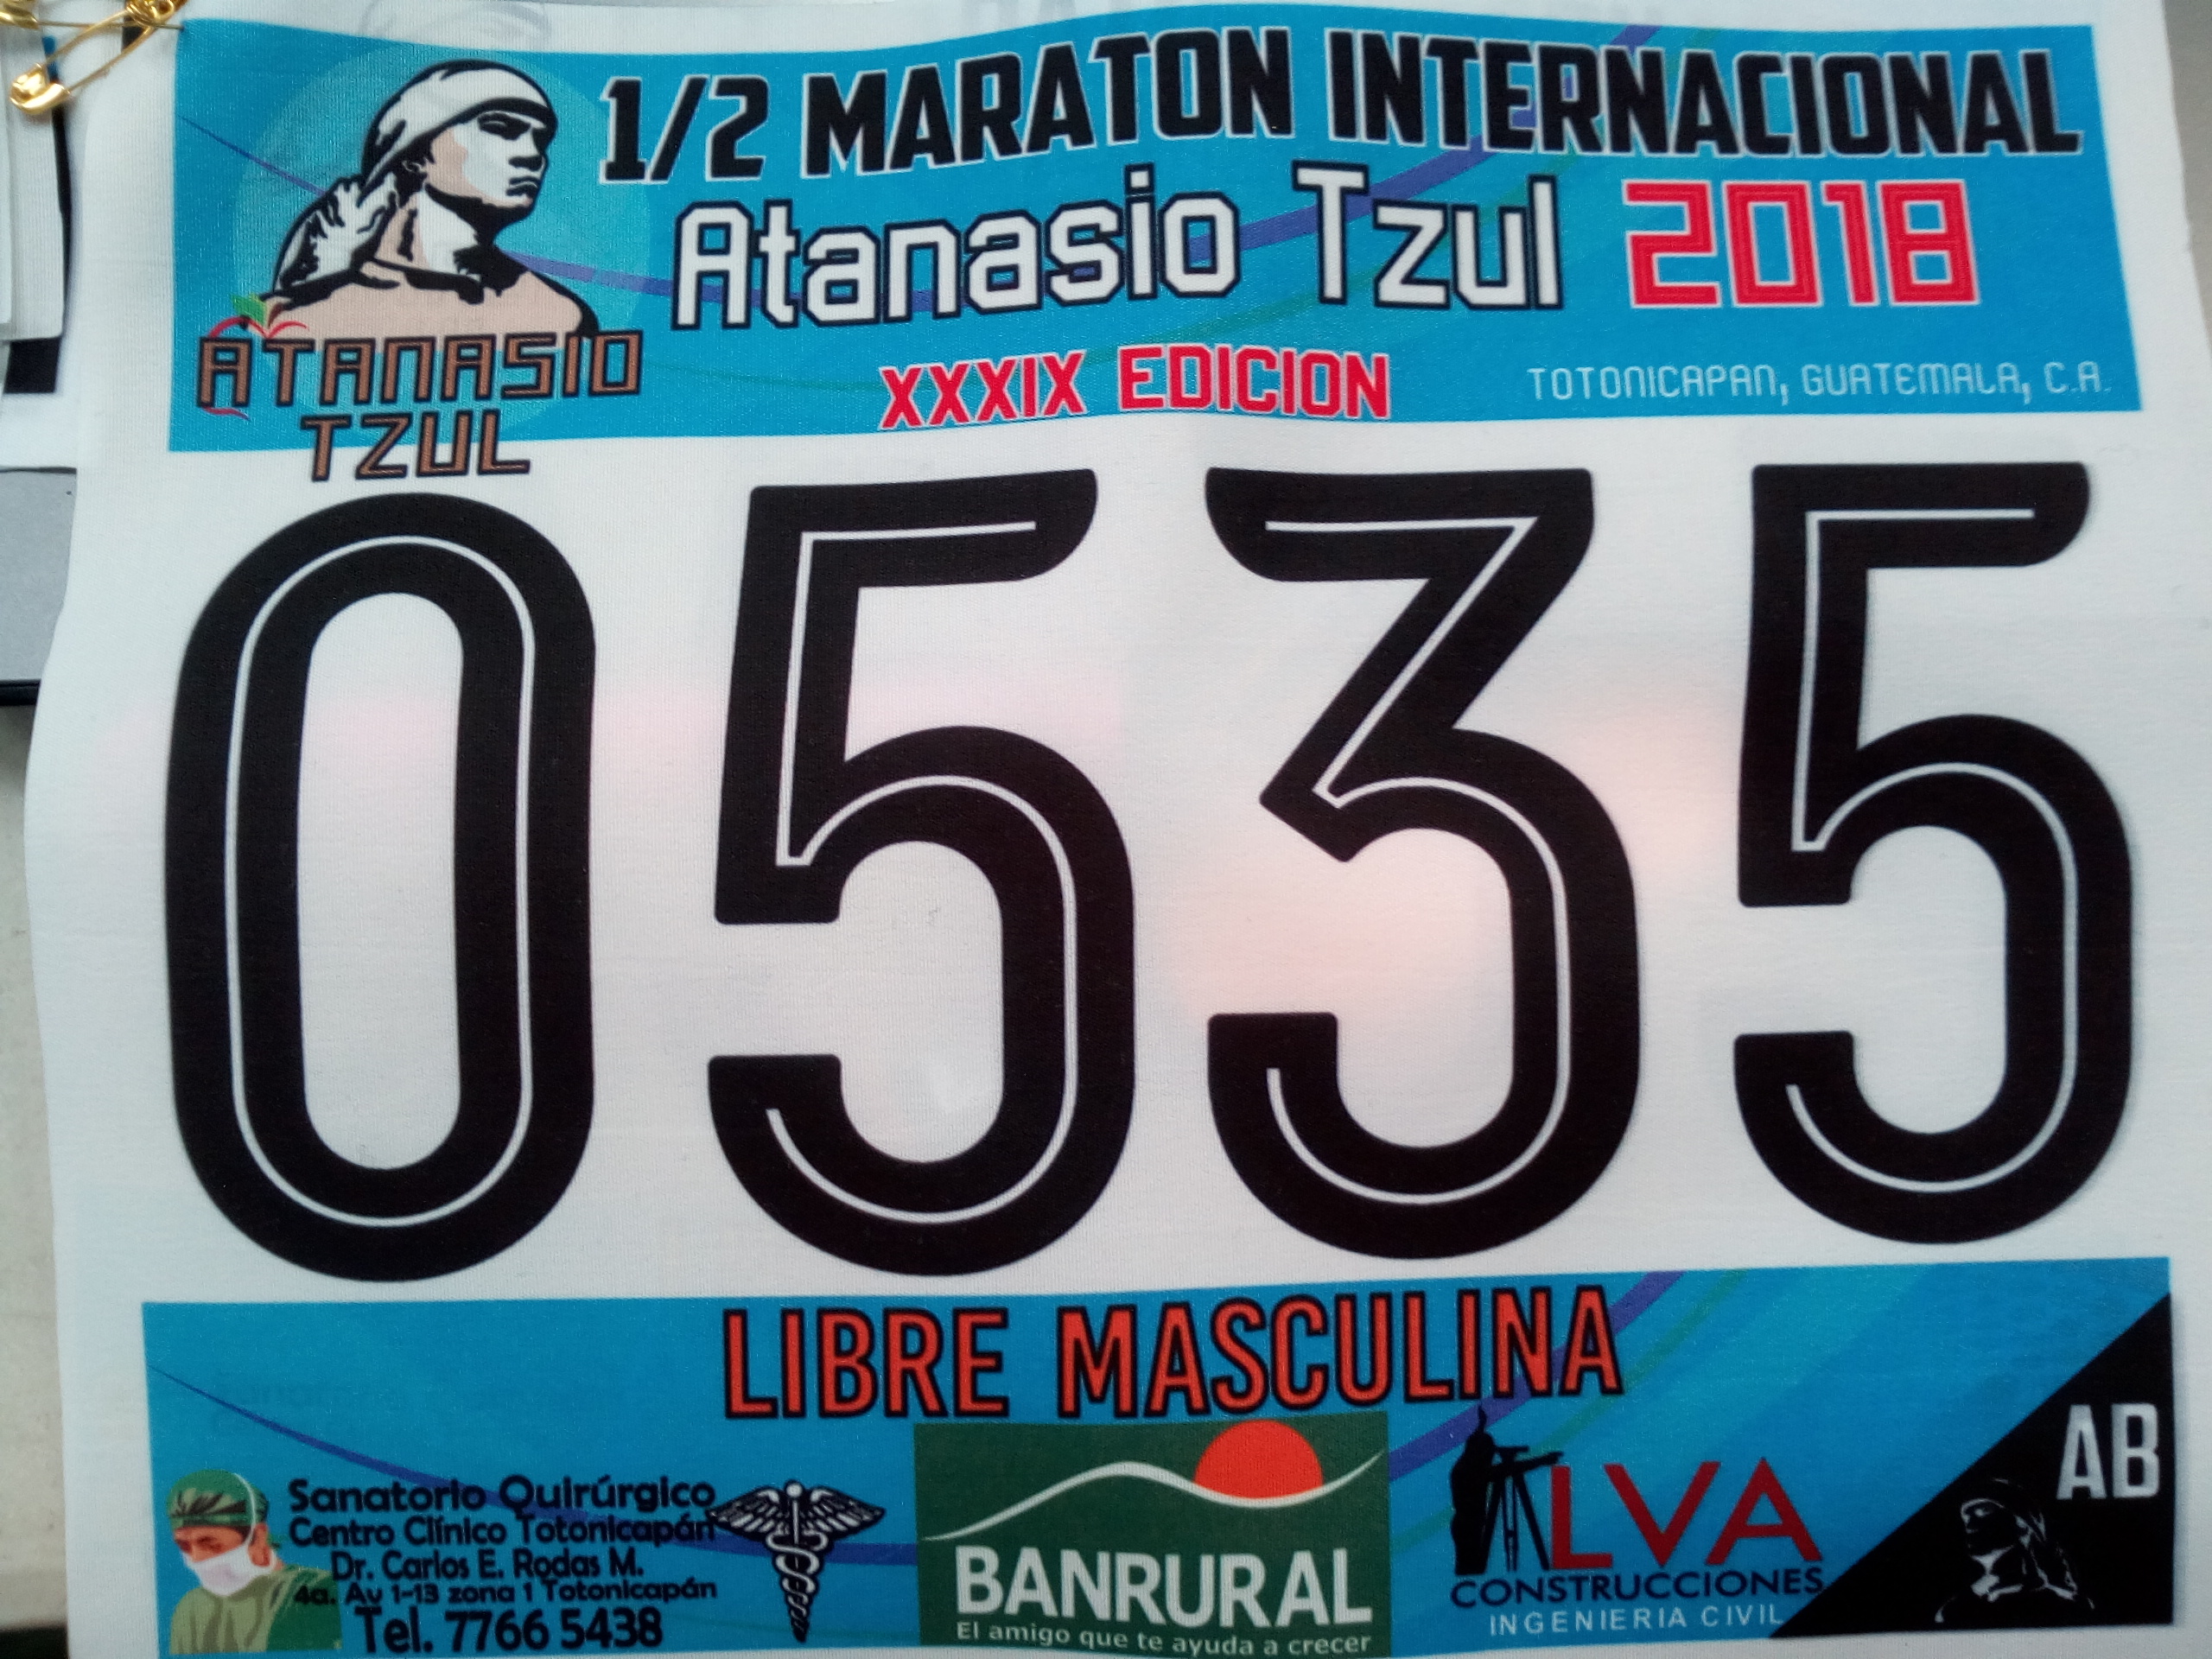 1/2 MARATON INTERNACIONAL
Atanasio Tzul 2018
ATANASIO
TZUL
XXXIX EDICION
TOTONICAPAN, GUATEMALA, C.A.
0535
LIBRE MASCULINA
Sanatorio Quirúrgico
Centro Clínico Totonicapán
Dr. Carlos E. Rodas M.
4a. Av 1-13 zona 1 Totonicapán
Tel. 7766 5438
BANRURAL
El amigo que te ayuda a crecer
LVA
CONSTRUCCIONES
INGENIERIA CIVIL
AB